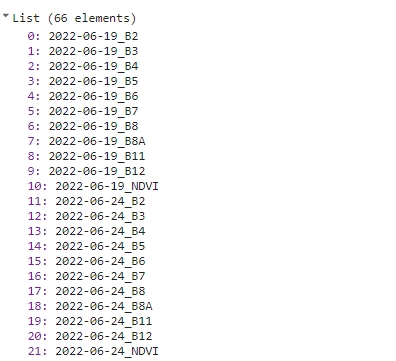 List (66 elements)
0: 2022-06-19_B2
1: 2022-06-19_B3
2: 2022-06-19_B4
3: 2022-06-19_B5
4: 2022-06-19_B6
5: 2022-06-19_B7
6: 2022-06-19_B8
7: 2022-06-19_B8A
8: 2022-06-19_B11
9: 2022-06-19_B12
10: 2022-06-19_NDVI
11: 2022-06-24_B2
12: 2022-06-24_B3
13: 2022-06-24_B4
14: 2022-06-24_B5
15: 2022-06-24_B6
16: 2022-06-24_B7
17: 2022-06-24_B8
18: 2022-06-24_B8A
19: 2022-06-24_B11
20: 2022-06-24_B12
21: 2022-06-24_NDVI